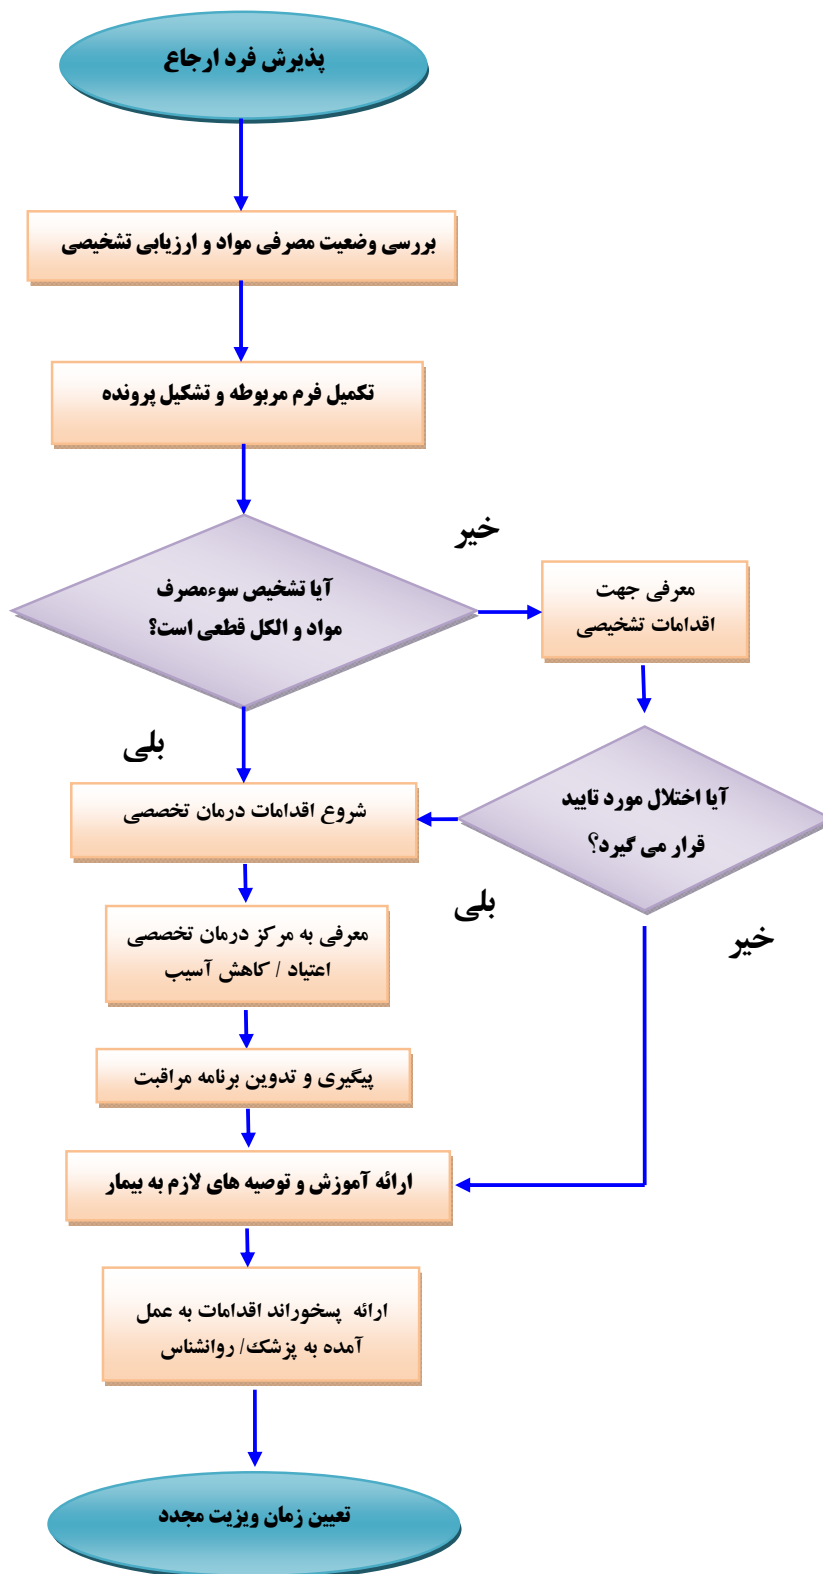 پذیرش فرد ارجاع
بررسی وضعیت مصرفی مواد و ارزیابی تشخیصی
تکمیل فرم مربوطه و تشکیل پرونده
خیر
آیا تشخیص سوءمصرف
مواد و الکل قطعی است؟
معرفی جهت
اقدامات تشخیصی
بلی
شروع اقدامات درمان تخصصی
آیا اختلال مورد تایید
قرار می گیرد؟
بلی
خیر
معرفی به مرکز درمان تخصصی
اعتیاد / کاهش آسیب
پیگیری و تدوین برنامه مراقبت
ارائه آموزش و توصیه های لازم به بیمار
ارائه پسخوراند اقدامات به عمل
آمده به پزشک/ روانشناس
تعیین زمان ویزیت مجدد